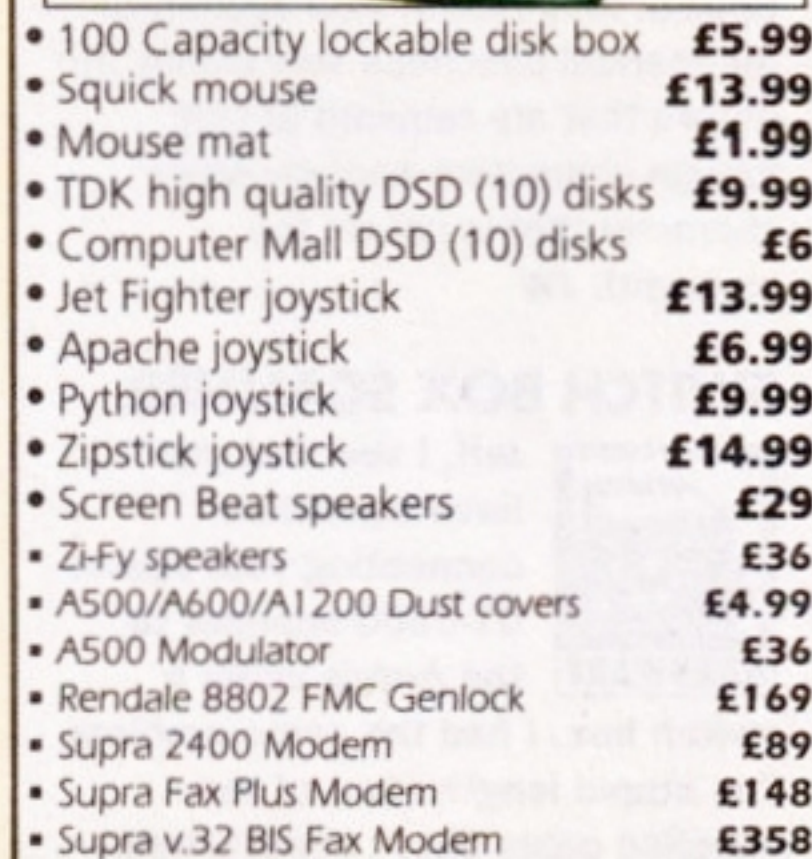 • 100 Capacity lockable disk box £5.99
• Squick mouse £13.99
• Mouse mat £1.99
• TDK high quality DSD (10) disks £9.99
• Computer Mall DSD (10) disks £6
• Jet Fighter joystick £13.99
• Apache joystick £6.99
• Python joystick £9.99
• Zipstick joystick £14.99
• Screen Beat speakers £29
▪ Zi-Fy speakers £36
▪ A500/A600/A1200 Dust covers £4.99
▪ A500 Modulator £36
▪ Rendale 8802 FMC Genlock £169
▪ Supra 2400 Modem £89
▪ Supra Fax Plus Modem £148
▪ Supra v.32 BIS Fax Modem £358